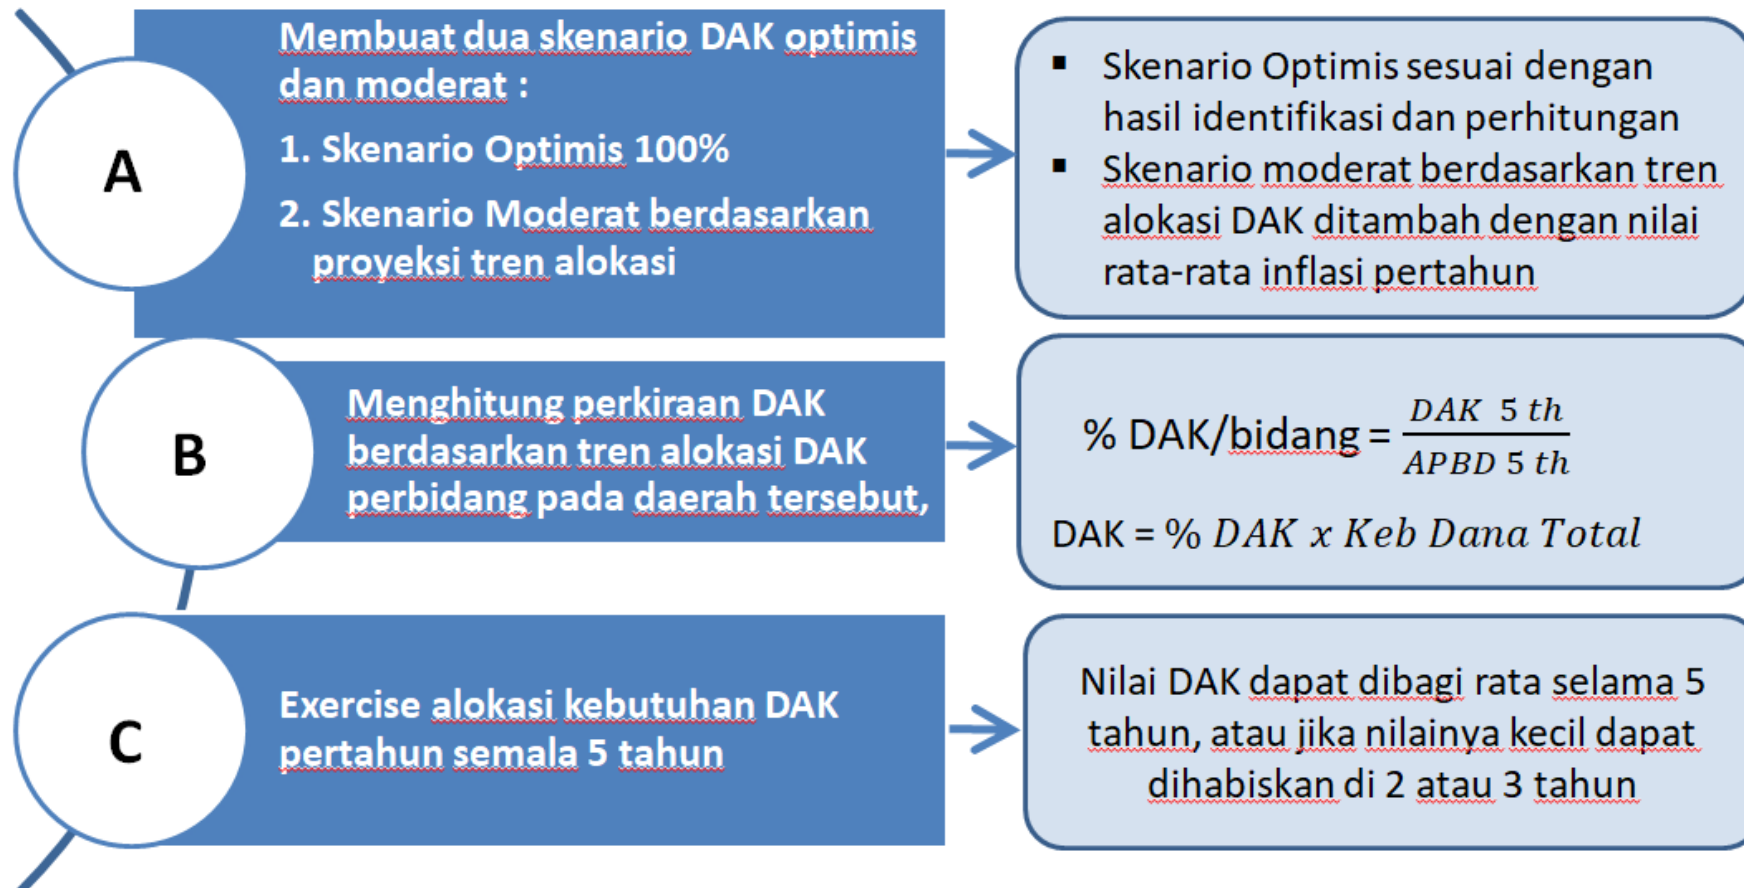 A
Membuat dua skenario DAK optimis
dan moderat :
1. Skenario Optimis 100%
2. Skenario Moderat berdasarkan
proyeksi tren alokasi
▪ Skenario Optimis sesuai dengan
hasil identifikasi dan perhitungan
▪ Skenario moderat berdasarkan tren
alokasi DAK ditambah dengan nilai
rata-rata inflasi pertahun
B
Menghitung perkiraan DAK
berdasarkan tren alokasi DAK
perbidang pada daerah tersebut,
% DAK/bidang = DAK 5 th / APBD 5 th
DAK = % DAK x Keb Dana Total
C
Exercise alokasi kebutuhan DAK
pertahun semala 5 tahun
Nilai DAK dapat dibagi rata selama 5
tahun, atau jika nilainya kecil dapat
dihabiskan di 2 atau 3 tahun